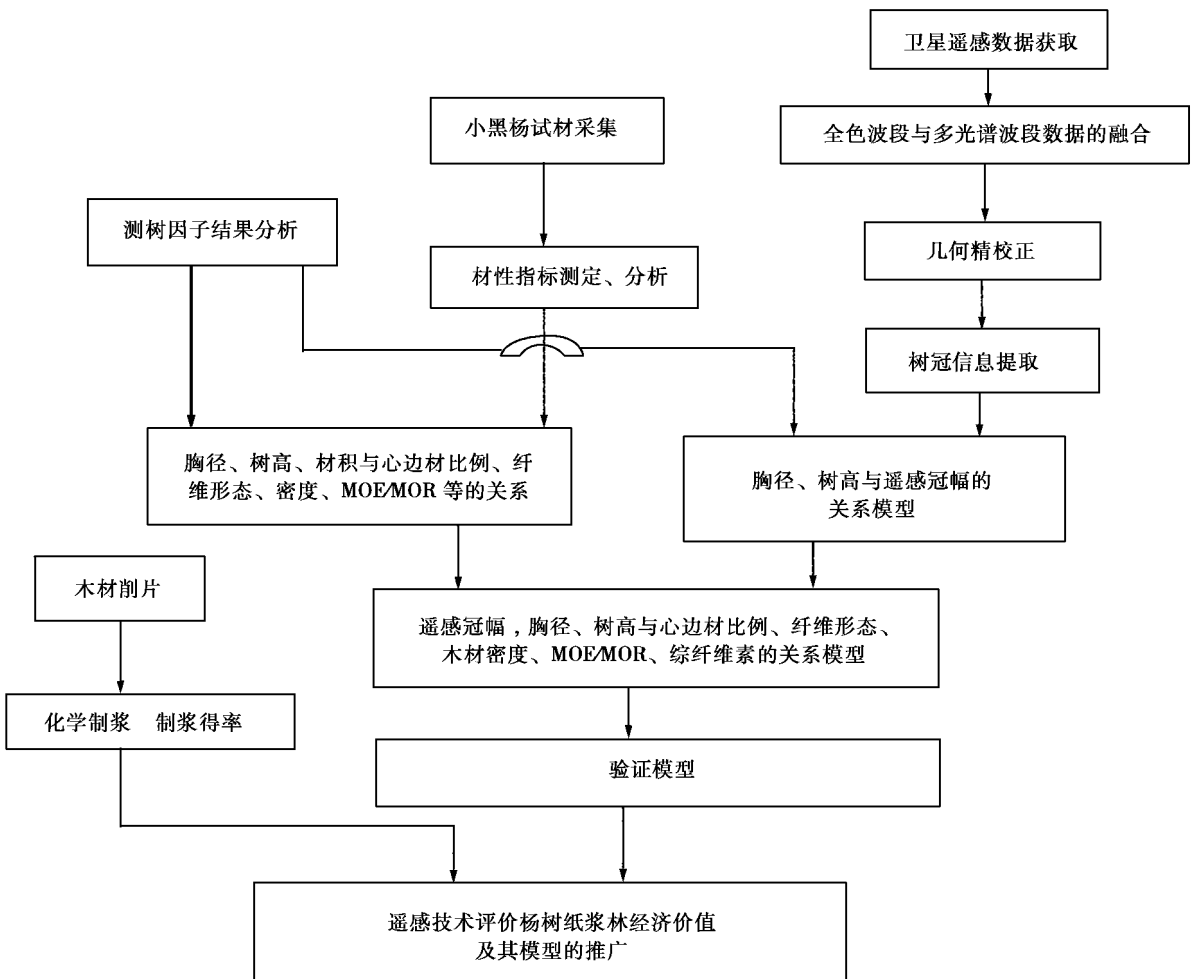 卫星遥感数据获取
小黑杨试材采集
全色波段与多光谱波段数据的融合
测树因子结果分析
材性指标测定、分析
几何精校正
树冠信息提取
胸径、树高、材积与心边材比例、纤
维形态、密度、MOE/MOR 等的关系
胸径、树高与遥感冠幅的
关系模型
木材削片
遥感冠幅,胸径、树高与心边材比例、纤维形态、
木材密度、MOE/MOR、综纤维素的关系模型
化学制浆 制浆得率
验证模型
遥感技术评价杨树纸浆林经济价值
及其模型的推广